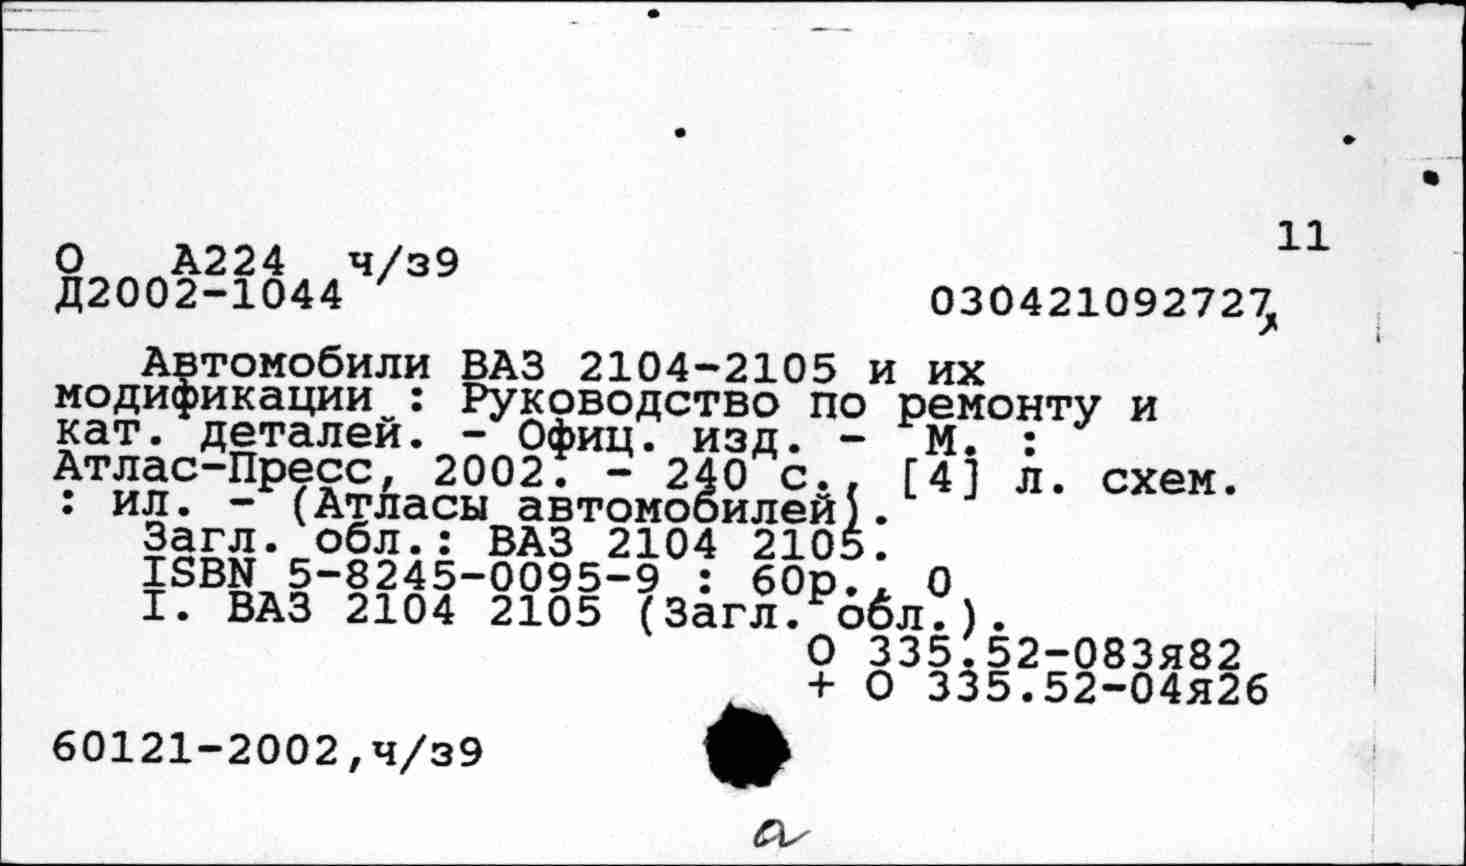 11
О А224 ч/з9
Д2002-1044
030421092727
Автомобили ВАЗ 2104-2105 и их
модификации : Руководство по ремонту и
кат. деталей. - Офиц. изд. - М. :
Атлас-Пресс, 2002. - 240 с., [4] л. схем.
: ил. - (Атласы автомобилей).
Загл. обл.: ВАЗ 2104 2105.
ISBN 5-8245-0095-9 : 60р., 0
I. ВАЗ 2104 2105 (Загл. обл.).
О 335.52-083я82
+ О 335.52-04я26
60121-2002,ч/з9